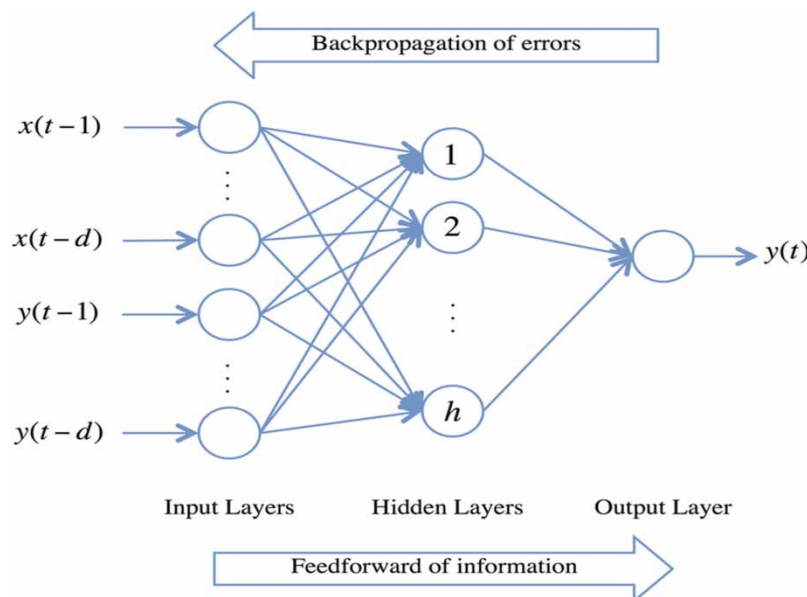 Backpropagation of errors
x(t−1)
1
x(t−d)
2
y(t−1)
y(t)
y(t−d)
h
Input Layers Hidden Layers Output Layer
Feedforward of information